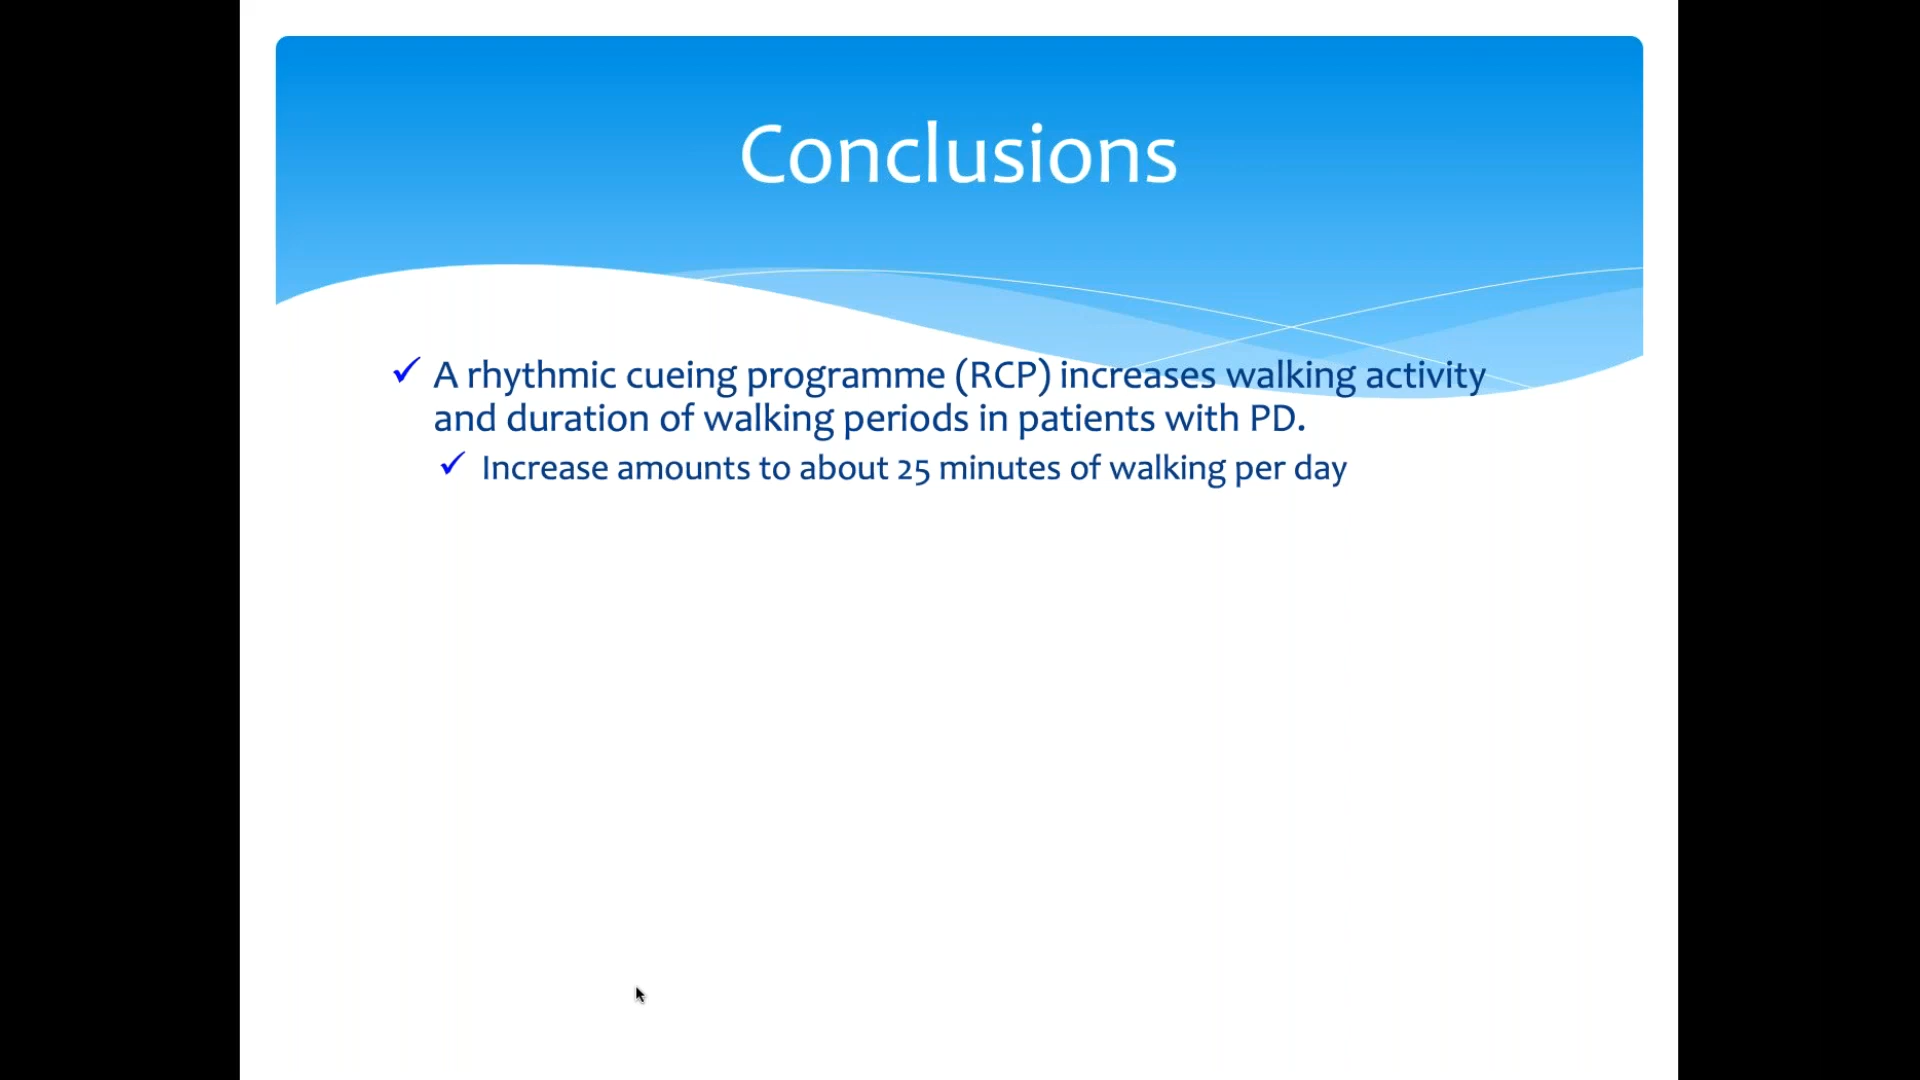 Conclusions
✓ A rhythmic cueing programme (RCP) increases walking activity
and duration of walking periods in patients with PD.
✓ Increase amounts to about 25 minutes of walking per day